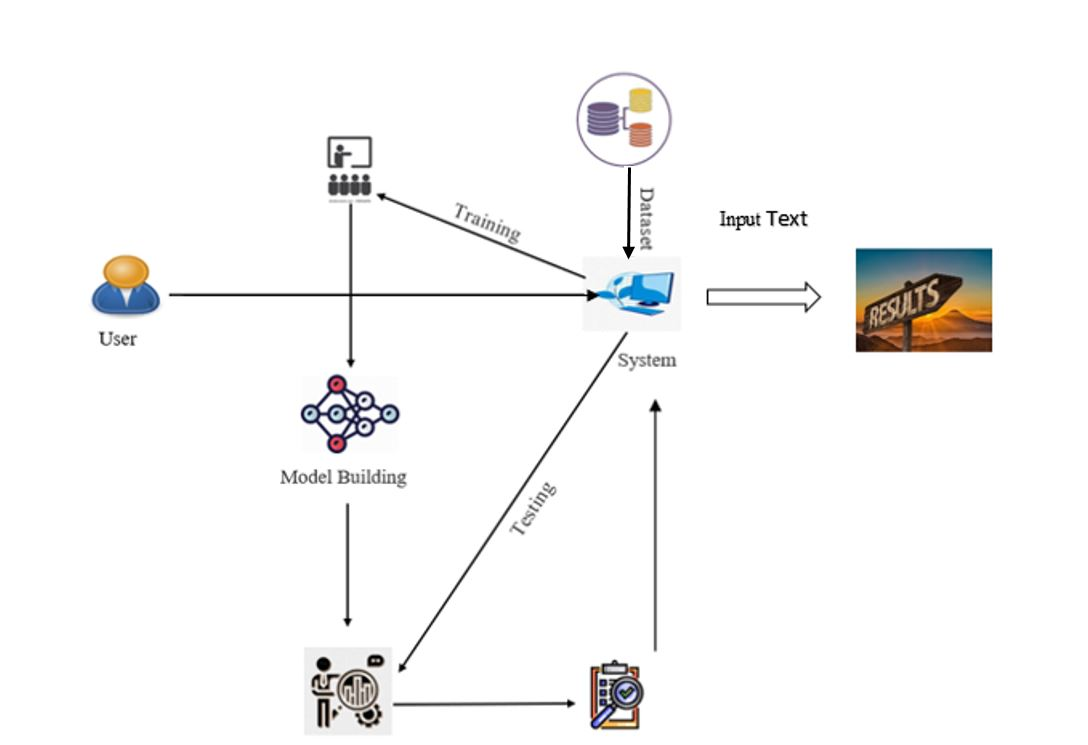 Dataset
Training
Input Text
RESULTS
User
System
Model Building
Testing